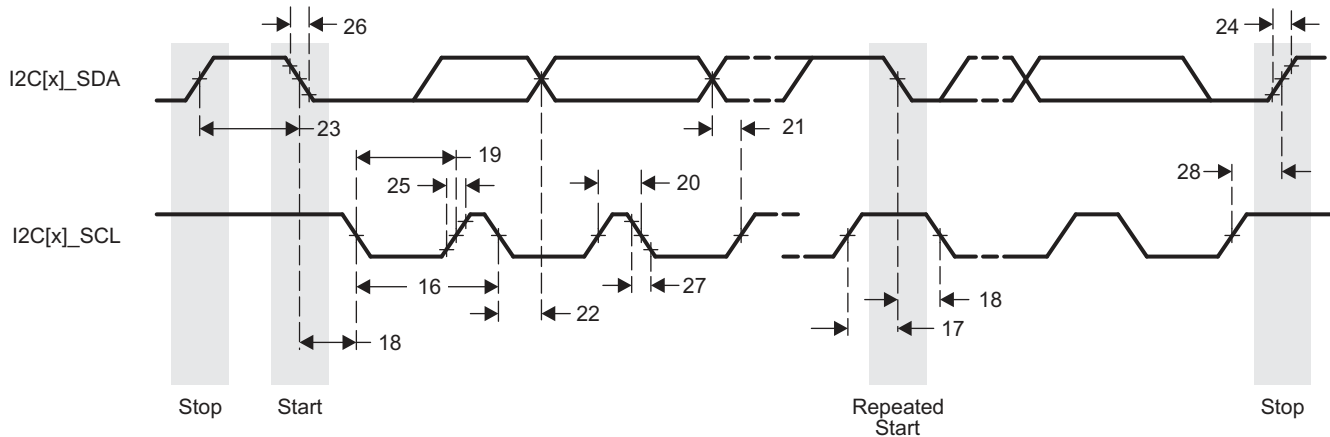 26
24
I2C[x]_SDA
23
21
19
25
20
28
I2C[x]_SCL
16
27
18
22
17
18
Stop
Start
Repeated
Start
Stop